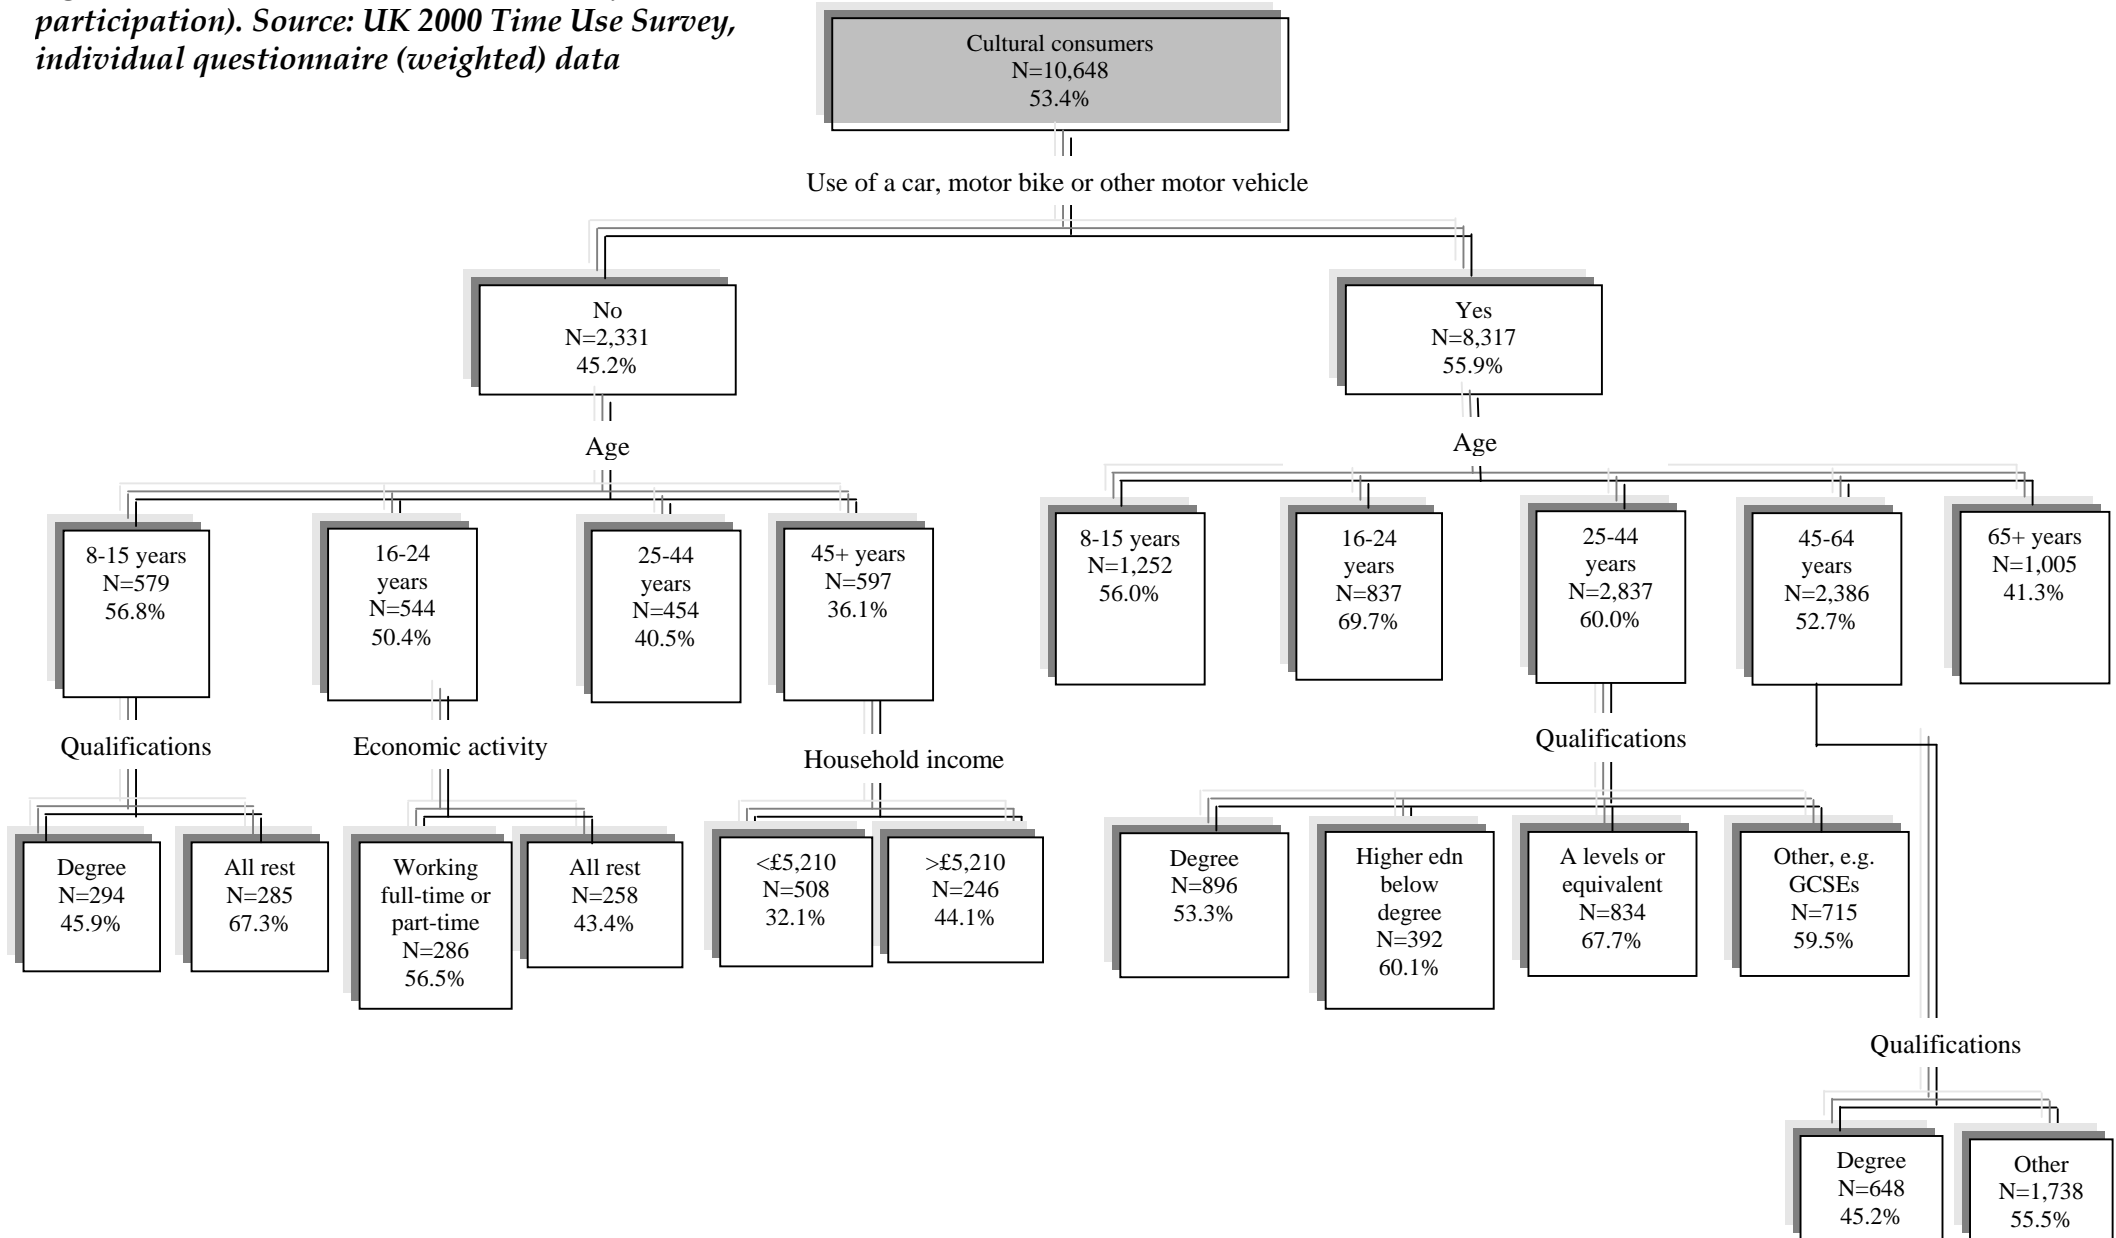 participation). Source: UK 2000 Time Use Survey,
individual questionnaire (weighted) data
Cultural consumers
N=10,648
53.4%
Use of a car, motor bike or other motor vehicle
No
N=2,331
45.2%
Yes
N=8,317
55.9%
Age
Age
8-15 years
N=579
56.8%
16-24
years
N=544
50.4%
25-44
years
N=454
40.5%
45+ years
N=597
36.1%
8-15 years
N=1,252
56.0%
16-24
years
N=837
69.7%
25-44
years
N=2,837
60.0%
45-64
years
N=2,386
52.7%
65+ years
N=1,005
41.3%
Qualifications
Economic activity
Household income
Qualifications
Degree
N=294
45.9%
All rest
N=285
67.3%
Working
full-time or
part-time
N=286
56.5%
All rest
N=258
43.4%
<£5,210
N=508
32.1%
>£5,210
N=246
44.1%
Degree
N=896
53.3%
Higher edn
below
degree
N=392
60.1%
A levels or
equivalent
N=834
67.7%
Other, e.g.
GCSEs
N=715
59.5%
Qualifications
Degree
N=648
45.2%
Other
N=1,738
55.5%